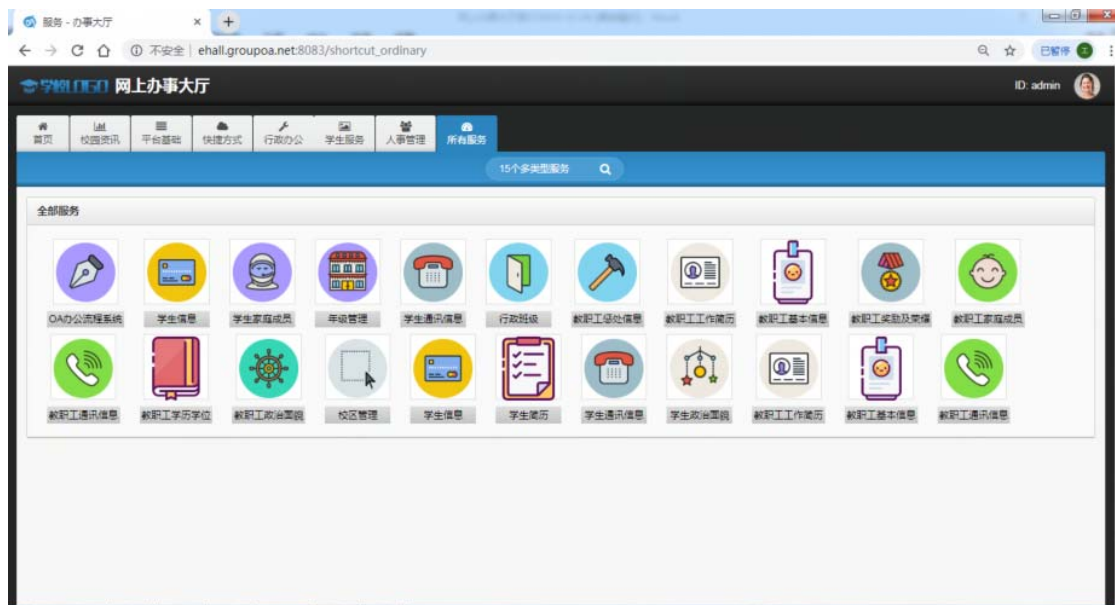 服务 - 办事大厅
不安全 ehall.groupoa.net:8083/shortcut_ordinary 已暂停
学校LOGO 网上办事大厅 ID: admin
首页 校园资讯 平台基础 快捷方式 行政办公 学生服务 人事管理 所有服务
15个多类型服务
全部服务
OA办公流程系统 学生信息 学生家庭成员 年级管理 学生通讯信息 行政班级 教职工惩处信息 教职工工作简历 教职工基本信息 教职工奖励及荣誉 教职工家庭成员
教职工通讯信息 教职工学历学位 教职工政治面貌 校区管理 学生信息 学生简历 学生通讯信息 学生政治面貌 教职工工作简历 教职工基本信息 教职工通讯信息